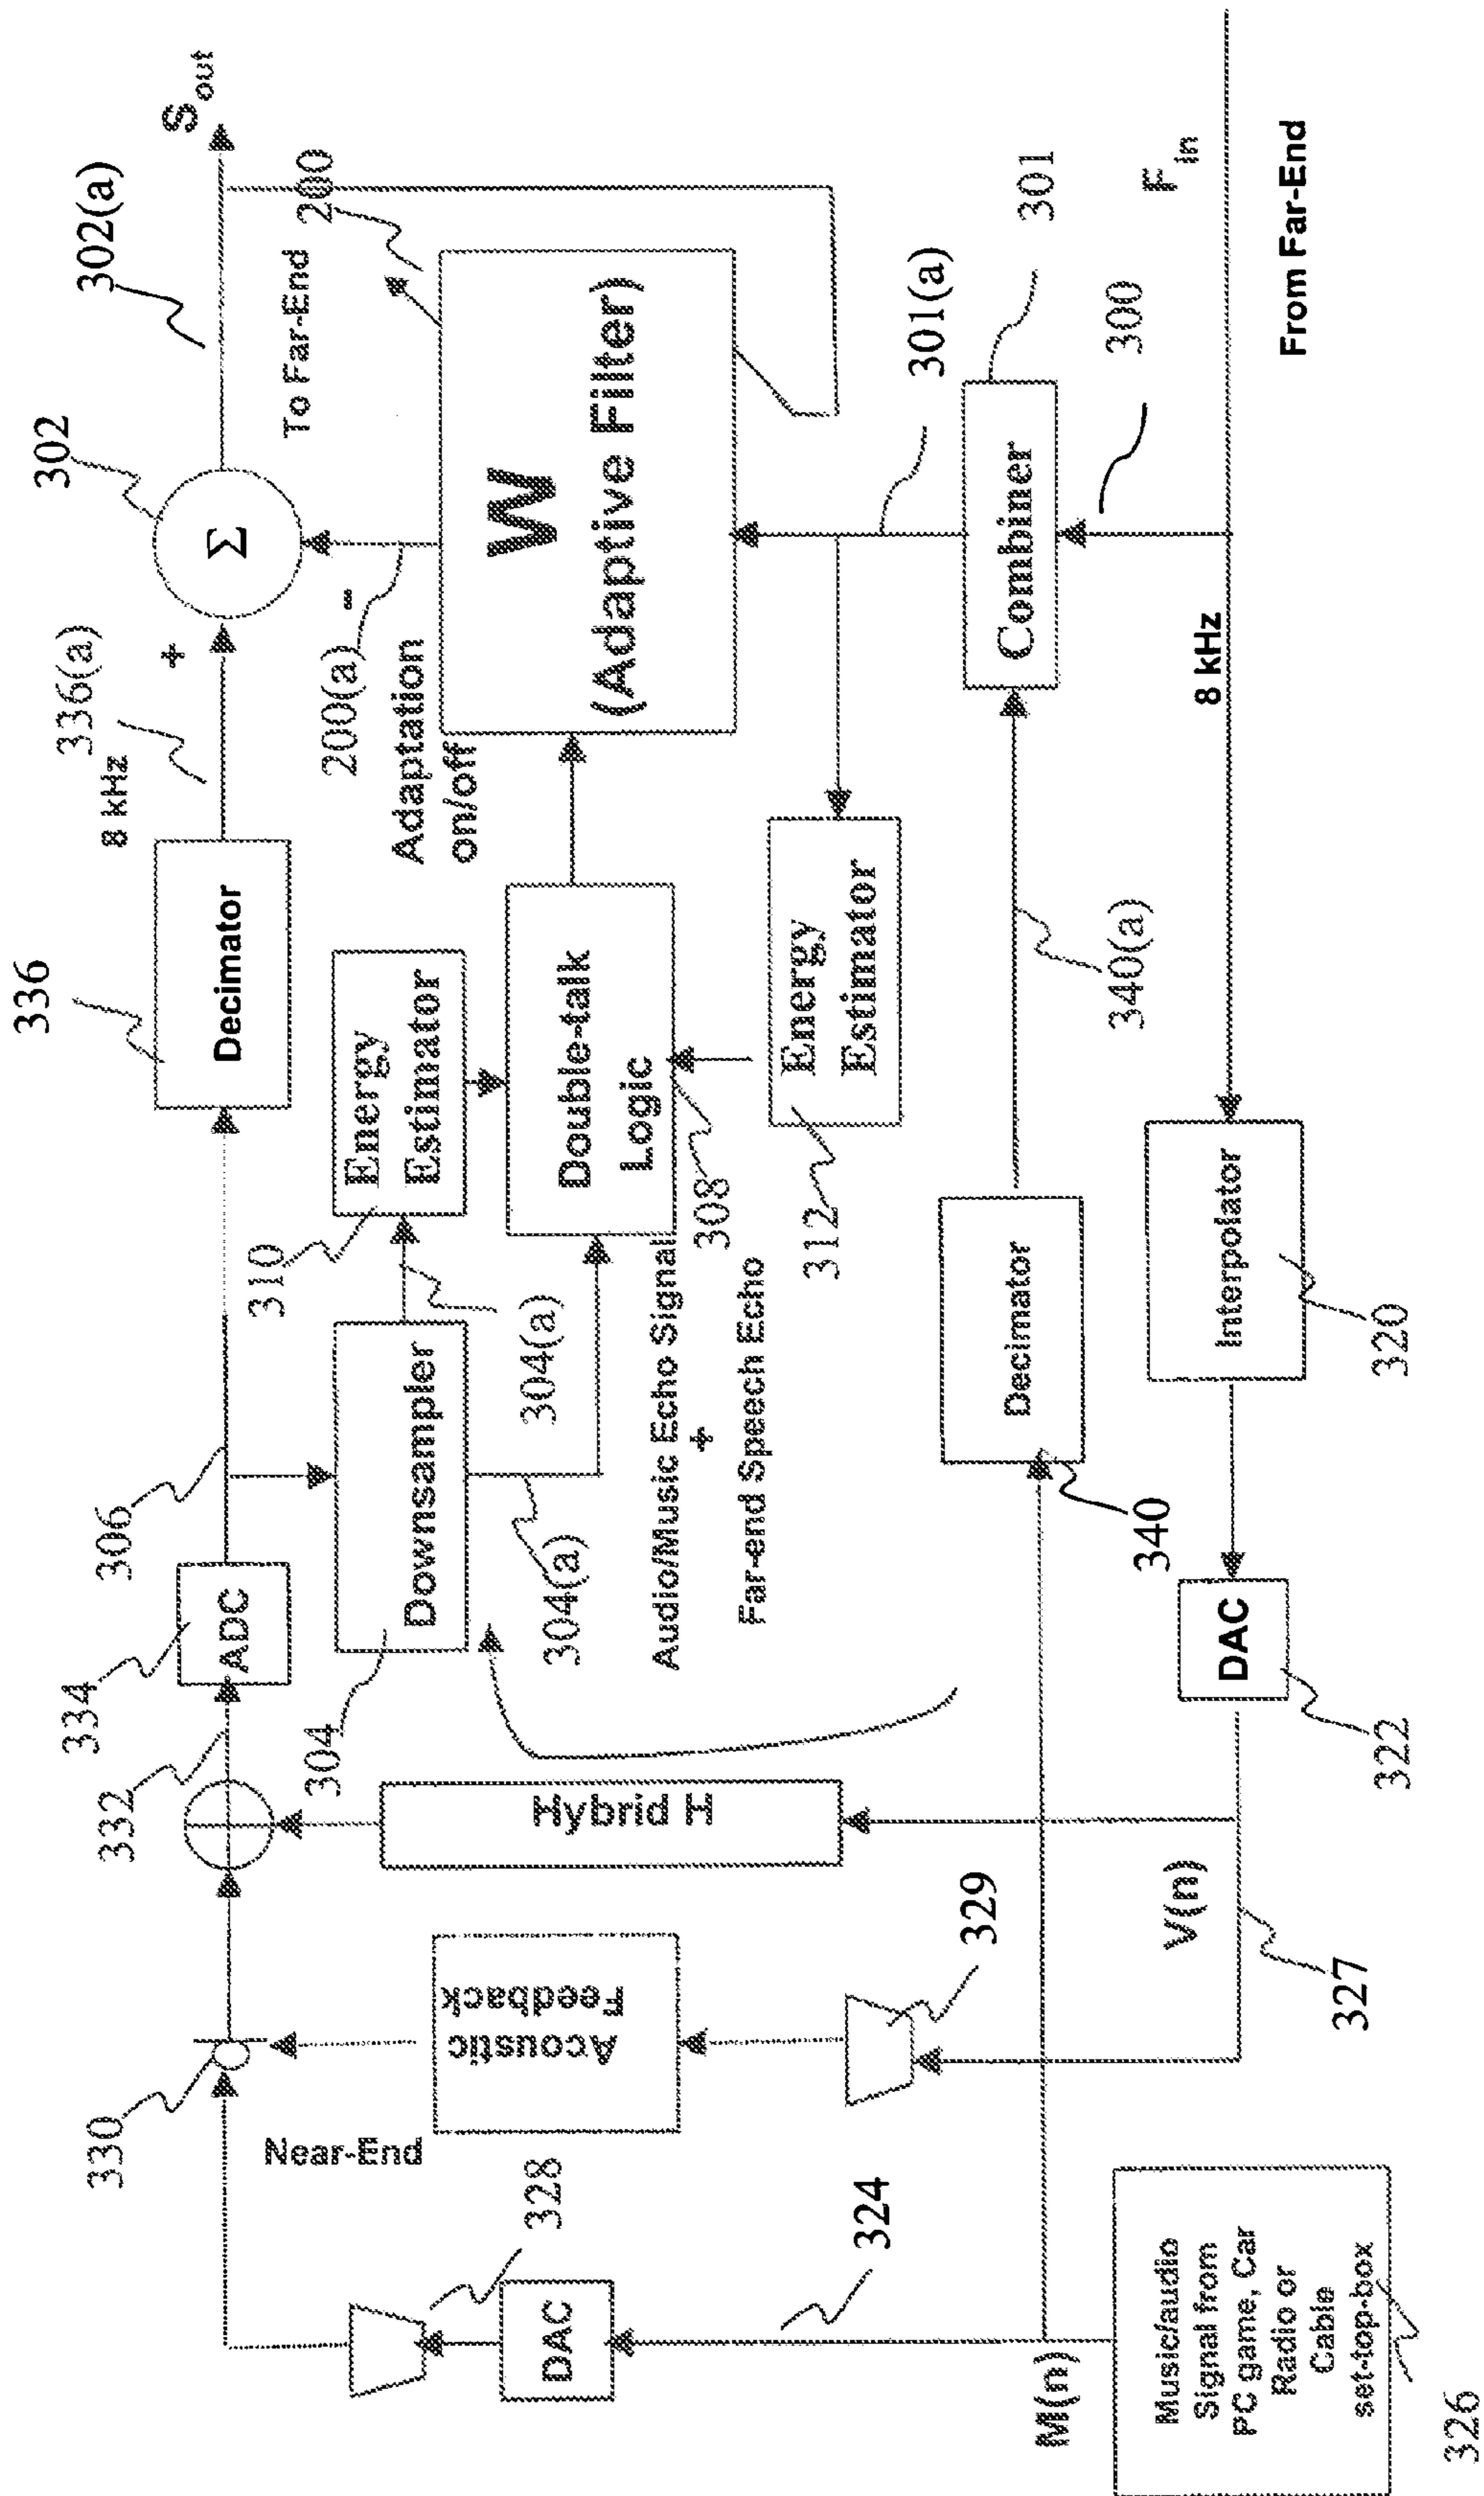 330
332
334
306
336
336(a)
302
302(a)
S out
ADC
Decimator
8 kHz
+
Σ
To Far-End
200
Near-End
304
310
200(a)
-
328
Acoustic
Feedback
Hybrid H
Downsampler
Energy
Estimator
Adaptation
on/off
W
(Adaptive Filter)
DAC
304(a)
304(a)
Double-talk
Logic
308
Audio/Music Echo Signal
+
Far-end Speech Echo
312
Energy
Estimator
324
329
301(a)
301
Decimator
340
340(a)
Combiner
300
M(n)
V(n)
8 kHz
F in
Music/audio
Signal from
PC game, Car
Radio or
Cable
set-top-box
326
327
DAC
322
Interpolator
320
From Far-End